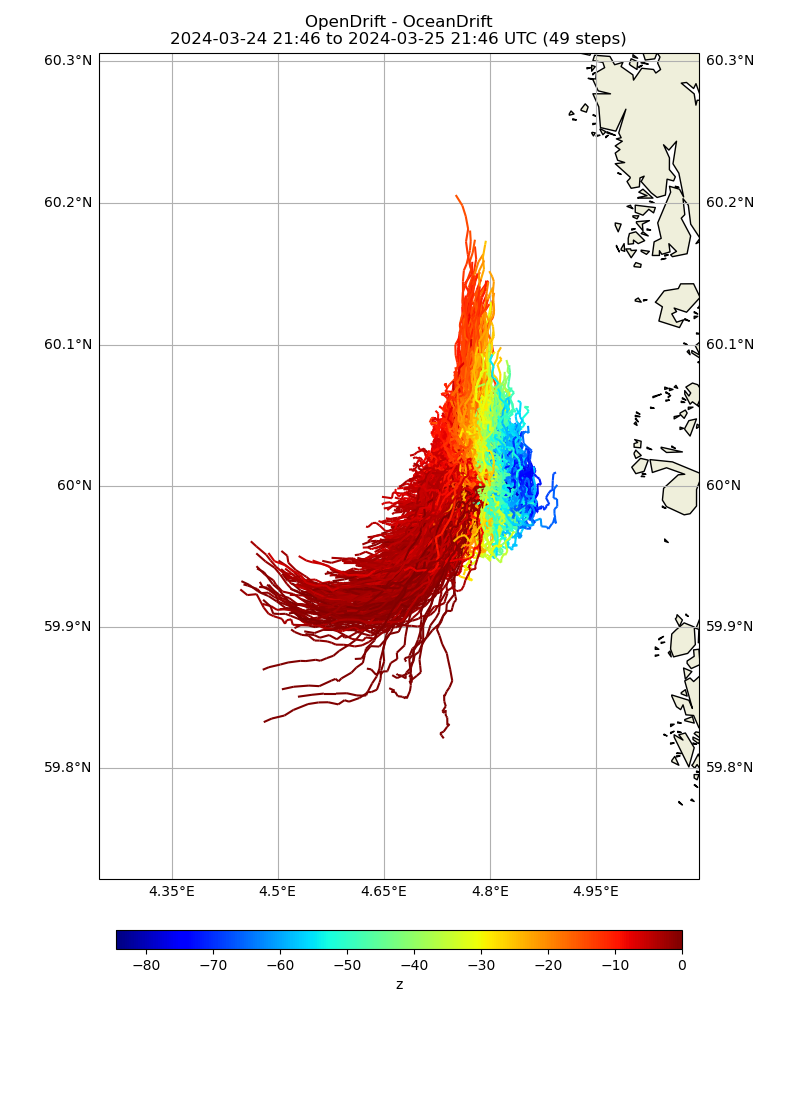 OpenDrift - OceanDrift
2024-03-24 21:46 to 2024-03-25 21:46 UTC (49 steps)
60.3°N 60.3°N
60.2°N 60.2°N
60.1°N 60.1°N
60°N 60°N
59.9°N 59.9°N
59.8°N 59.8°N
4.35°E 4.5°E 4.65°E 4.8°E 4.95°E
−80 −70 −60 −50 −40 −30 −20 −10 0
z